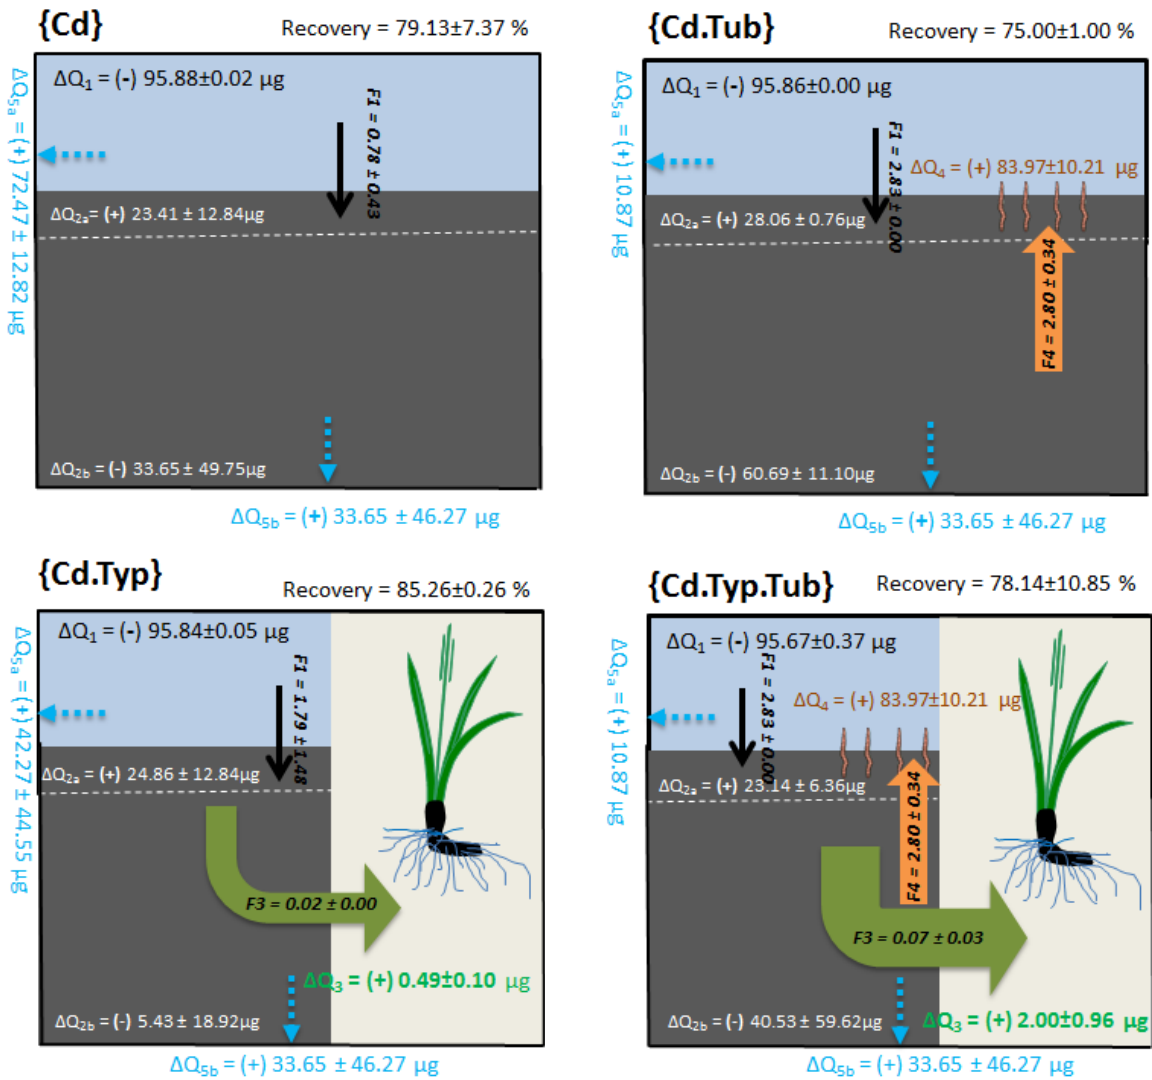 {Cd}
Recovery = 79.13±7.37 %
ΔQ1 = (-) 95.88±0.02 µg
F1 = 0.78 ± 0.43
ΔQ5a = (+) 72.47 ± 12.82 µg
ΔQ2a= (+) 23.41 ± 12.84µg
ΔQ2b = (-) 33.65 ± 49.75µg
ΔQ5b = (+) 33.65 ± 46.27 µg
{Cd.Tub}
Recovery = 75.00±1.00 %
ΔQ1 = (-) 95.86±0.00 µg
F1 = 2.83 ± 0.00
ΔQ5a = (+) 10.87 µg
ΔQ4 = (+) 83.97±10.21 µg
ΔQ2a= (+) 28.06 ± 0.76µg
F4 = 2.80 ± 0.34
ΔQ2b = (-) 60.69 ± 11.10µg
ΔQ5b = (+) 33.65 ± 46.27 µg
{Cd.Typ}
Recovery = 85.26±0.26 %
ΔQ1 = (-) 95.84±0.05 µg
F1 = 1.79 ± 1.48
ΔQ5a = (+) 42.27 ± 44.55 µg
ΔQ2a= (+) 24.86 ± 12.84µg
F3 = 0.02 ± 0.00
ΔQ3 = (+) 0.49±0.10 µg
ΔQ2b = (-) 5.43 ± 18.92µg
ΔQ5b = (+) 33.65 ± 46.27 µg
{Cd.Typ.Tub}
Recovery = 78.14±10.85 %
ΔQ1 = (-) 95.67±0.37 µg
F1 = 2.83 ± 0.00
ΔQ5a = (+) 10.87 µg
ΔQ4 = (+) 83.97±10.21 µg
ΔQ2a= (+) 23.14 ± 6.36µg
F4 = 2.80 ± 0.34
F3 = 0.07 ± 0.03
ΔQ2b = (-) 40.53 ± 59.62µg
ΔQ3 = (+) 2.00±0.96 µg
ΔQ5b = (+) 33.65 ± 46.27 µg